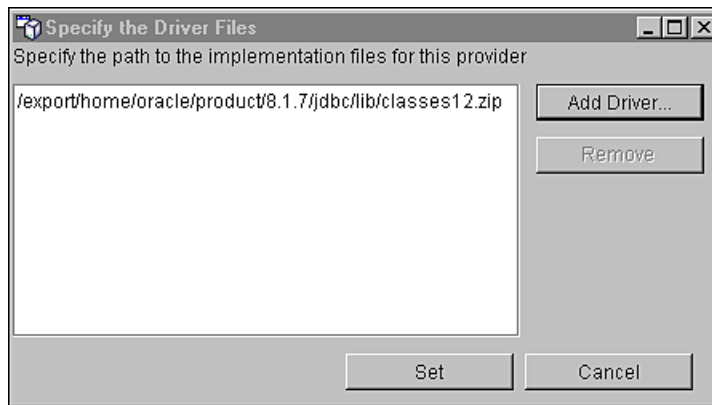 Specify the Driver Files
Specify the path to the implementation files for this provider
/export/home/oracle/product/8.1.7/jdbc/lib/classes12.zip
Add Driver...
Remove
Set
Cancel